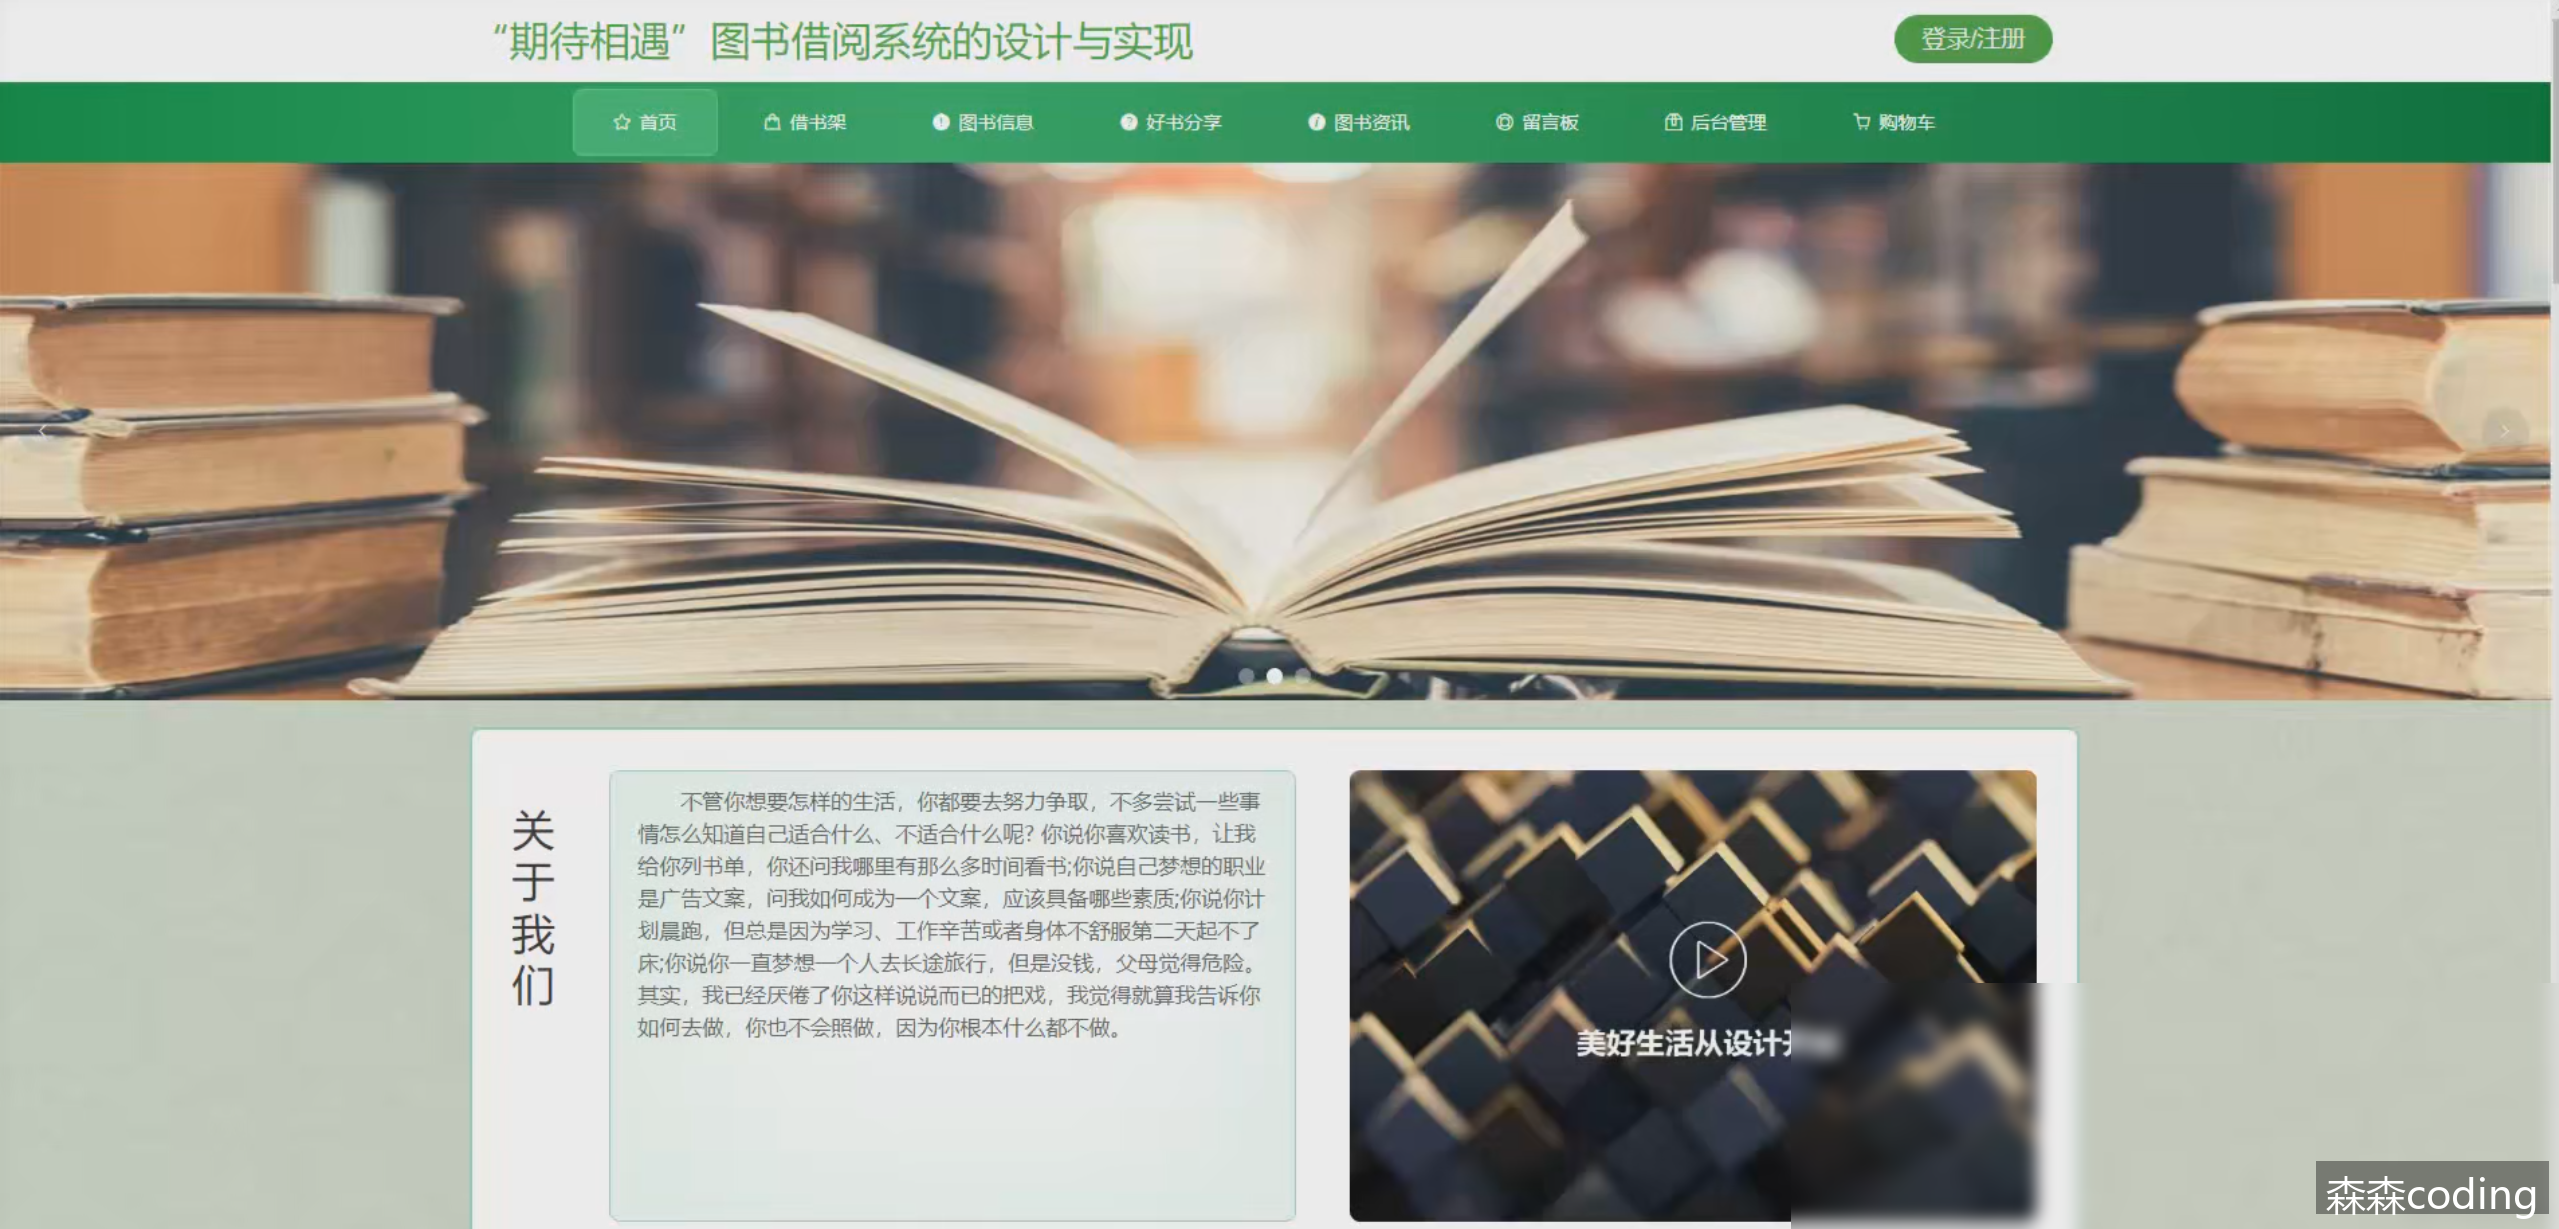 “期待相遇”图书借阅系统的设计与实现
登录/注册
首页 借书架 图书信息 好书分享 图书资讯 留言板 后台管理 购物车
关于我们
不管你想要怎样的生活，你都要去努力争取，不多尝试一些事
情怎么知道自己适合什么、不适合什么呢? 你说你喜欢读书，让我
给你列书单，你还问我哪里有那么多时间看书;你说自己梦想的职业
是广告文案，问我如何成为一个文案，应该具备哪些素质;你说你计
划晨跑，但总是因为学习、工作辛苦或者身体不舒服第二天起不了
床;你说你一直梦想一个人去长途旅行，但是没钱，父母觉得危险。
其实，我已经厌倦了你这样说说而已的把戏，我觉得就算我告诉你
如何去做，你也不会照做，因为你根本什么都不做。
美好生活从设计
森森coding